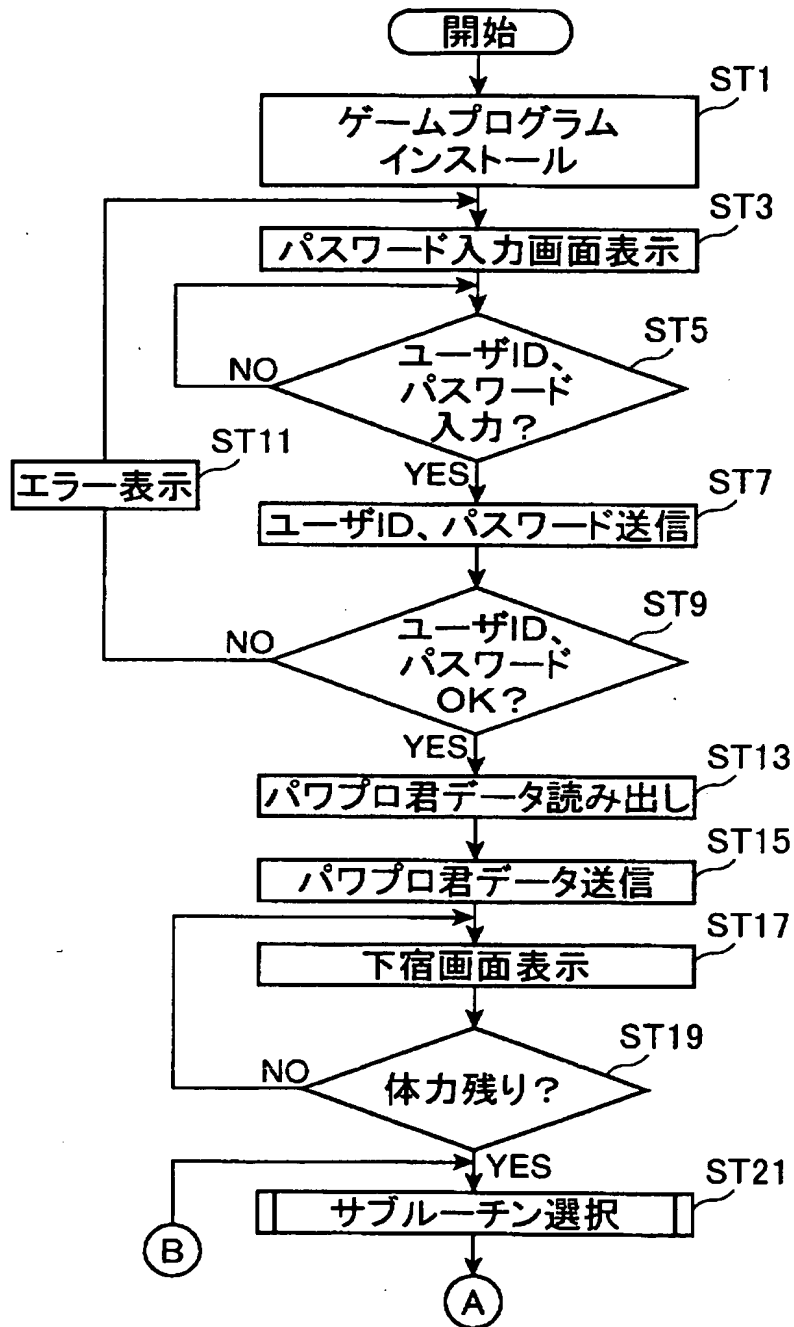 開始
ST1
ゲームプログラム
インストール
ST3
パスワード入力画面表示
ST5
ユーザID、
パスワード
入力?
NO
YES
ST11
エラー表示
ST7
ユーザID、パスワード送信
ST9
ユーザID、
パスワード
OK?
NO
YES
ST13
パワプロ君データ読み出し
ST15
パワプロ君データ送信
ST17
下宿画面表示
ST19
体力残り?
NO
YES
ST21
サブルーチン選択
B
A